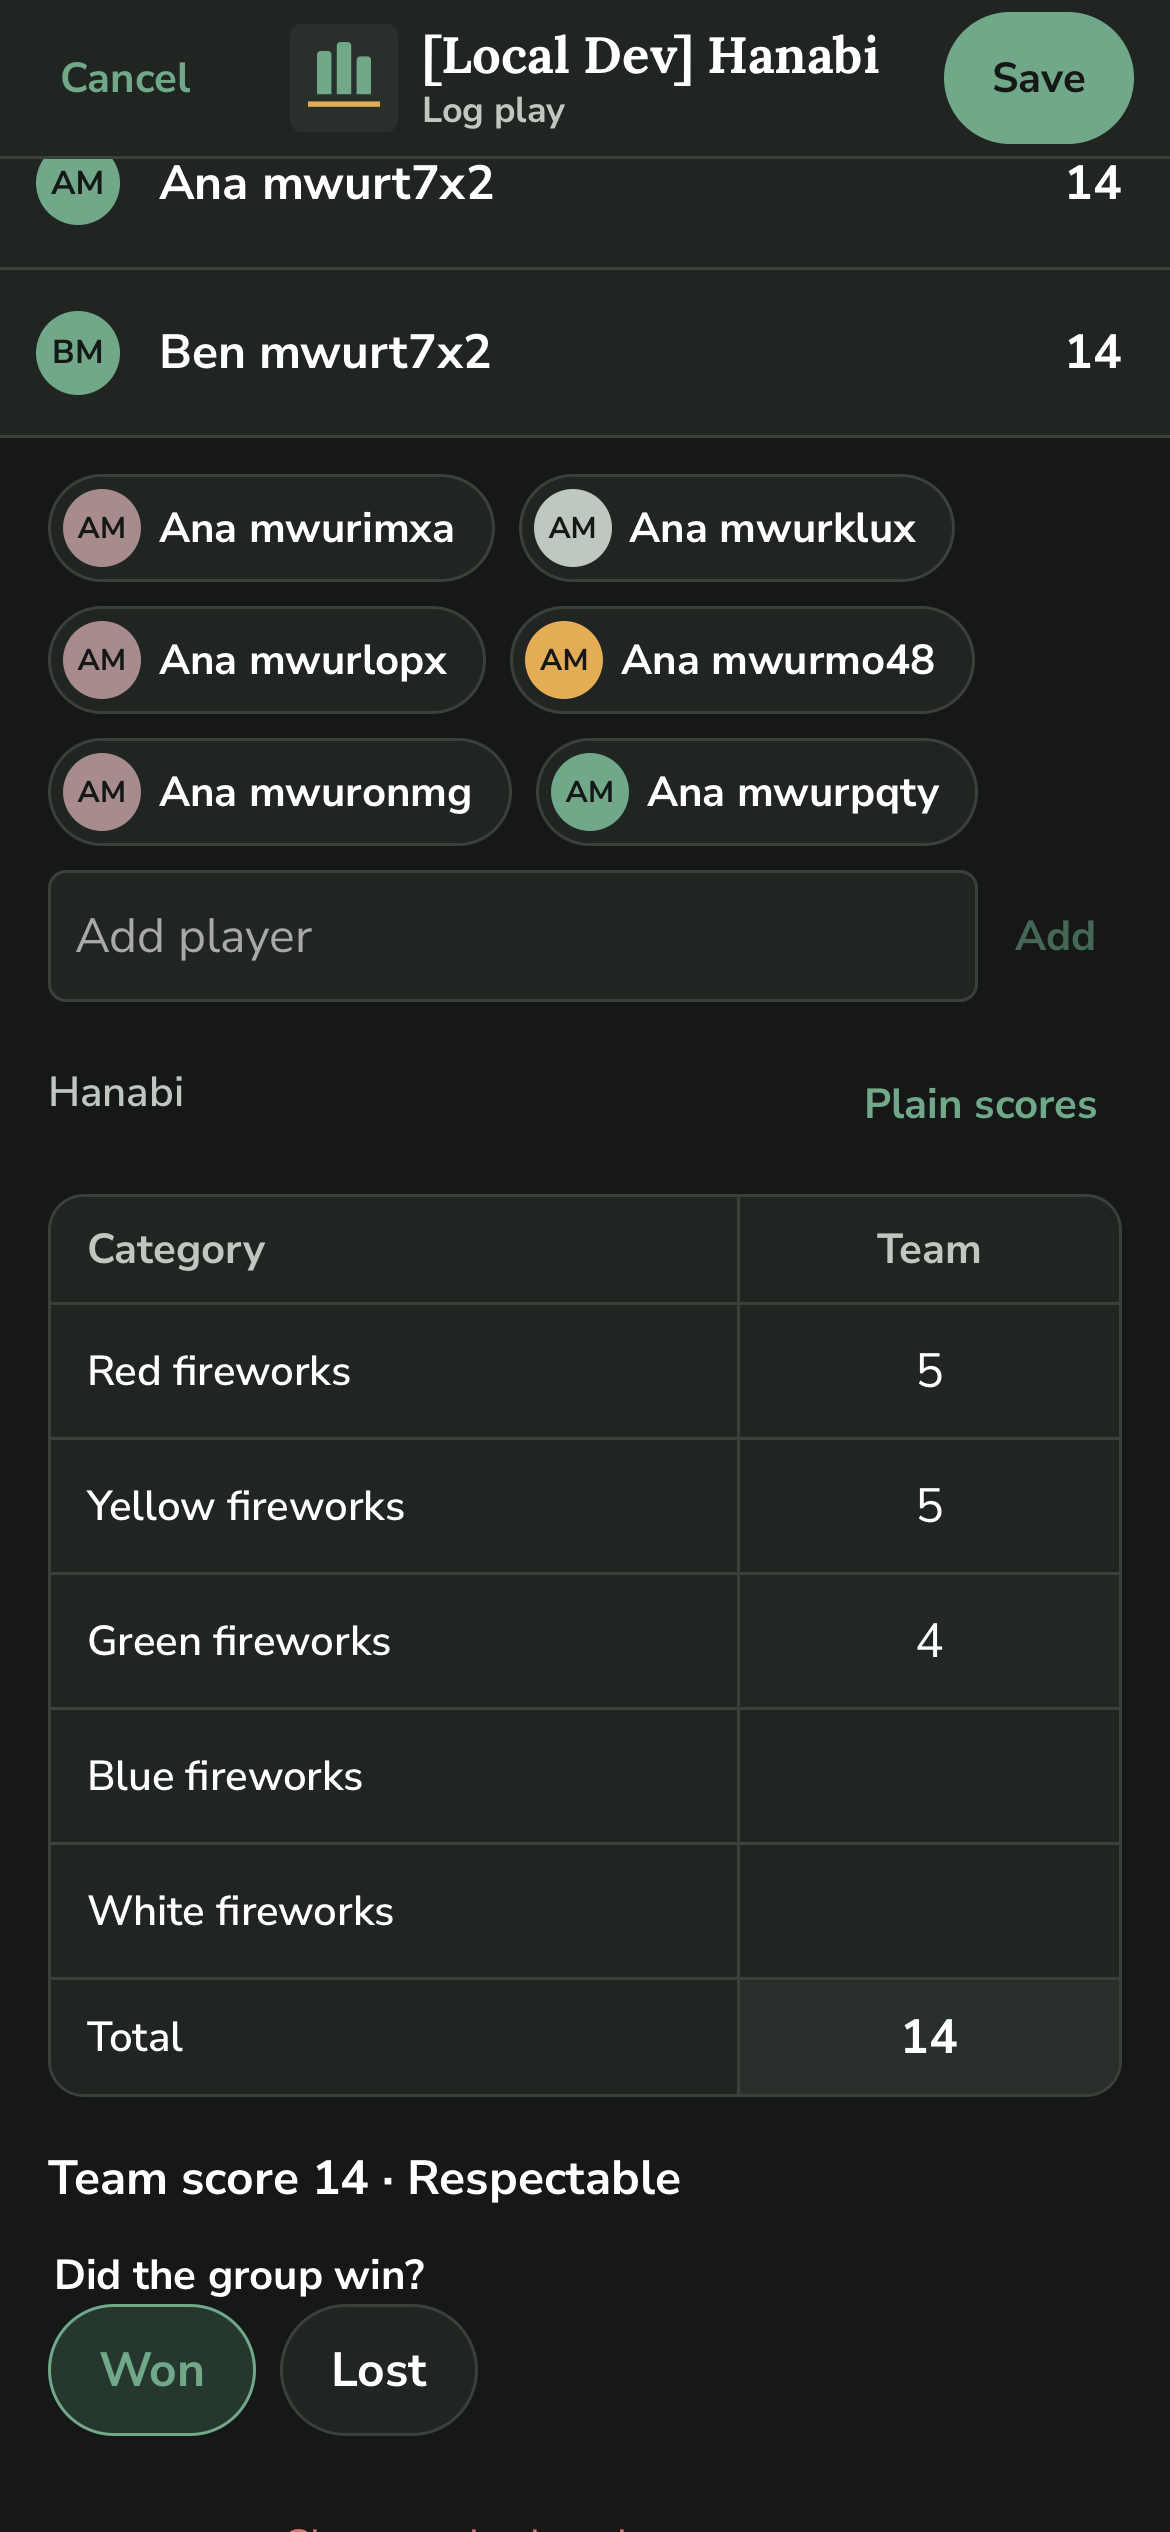 Cancel
[Local Dev] Hanabi
Log play
Save
AM Ana mwurt7x2 14
BM Ben mwurt7x2 14
AM Ana mwurimxa AM Ana mwurklux
AM Ana mwurlopx AM Ana mwurmo48
AM Ana mwuronmg AM Ana mwurpqty
Add player Add
Hanabi Plain scores
Category Team
Red fireworks 5
Yellow fireworks 5
Green fireworks 4
Blue fireworks
White fireworks
Total 14
Team score 14 · Respectable
Did the group win?
Won Lost